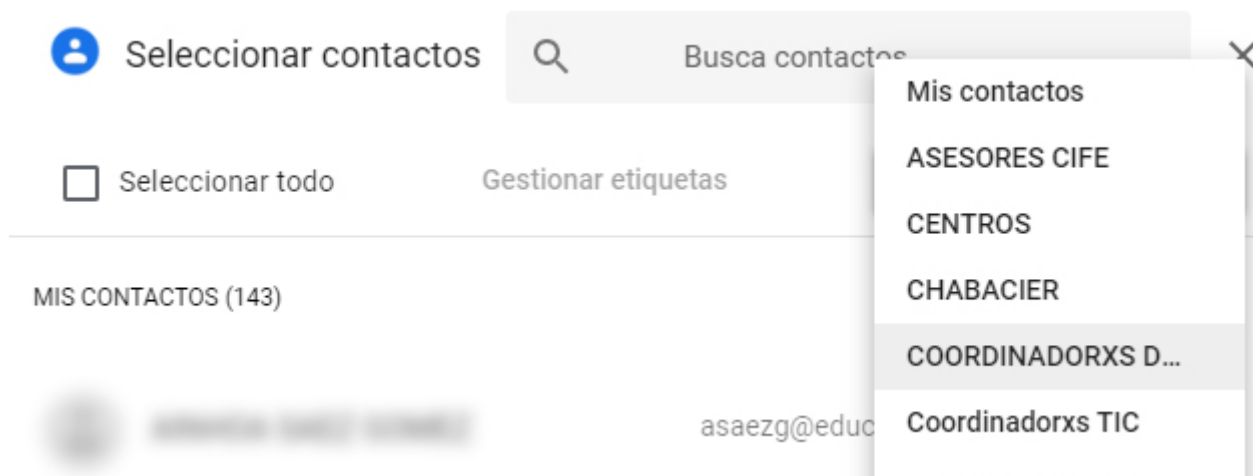 Seleccionar contactos
Busca contactos
Mis contactos
ASESORES CIFE
CENTROS
CHABACIER
COORDINADORXS D...
Coordinadorxs TIC
Seleccionar todo
Gestionar etiquetas
MIS CONTACTOS (143)
asaezg@educ